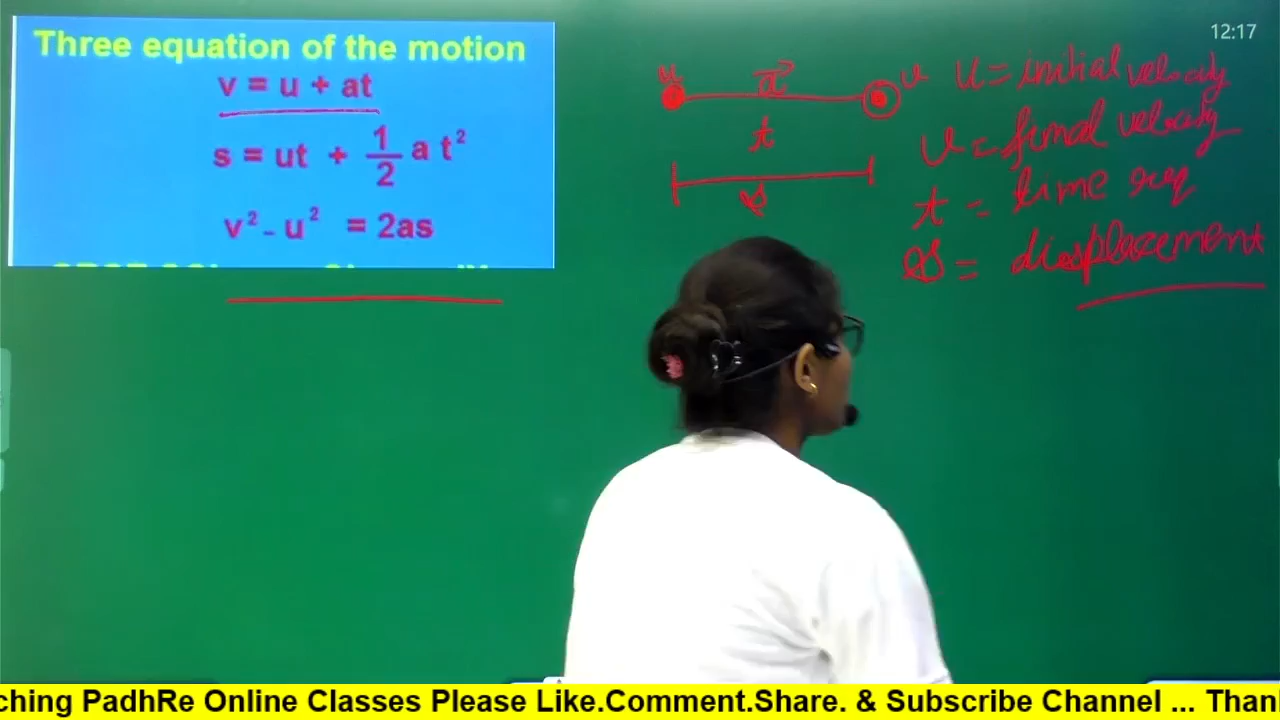 Three equation of the motion
v = u + at
s = ut + 1/2 a t²
v² - u² = 2as
12:17
u a→ v
t
s
u = initial velocity
v = final velocity
t = time req
s = displacement
ching PadhRe Online Classes Please Like.Comment.Share. & Subscribe Channel ... Than